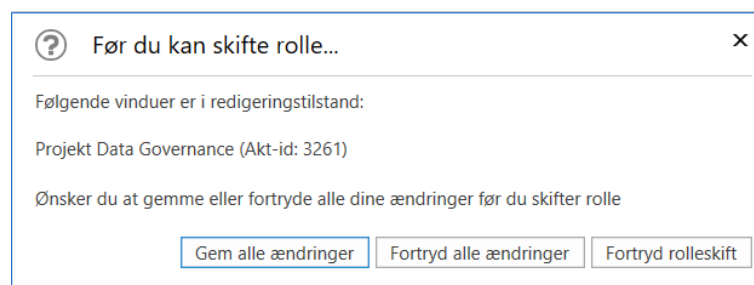 Før du kan skifte rolle...
Følgende vinduer er i redigeringstilstand:
Projekt Data Governance (Akt-id: 3261)
Ønsker du at gemme eller fortryde alle dine ændringer før du skifter rolle
Gem alle ændringer Fortryd alle ændringer Fortryd rolleskift